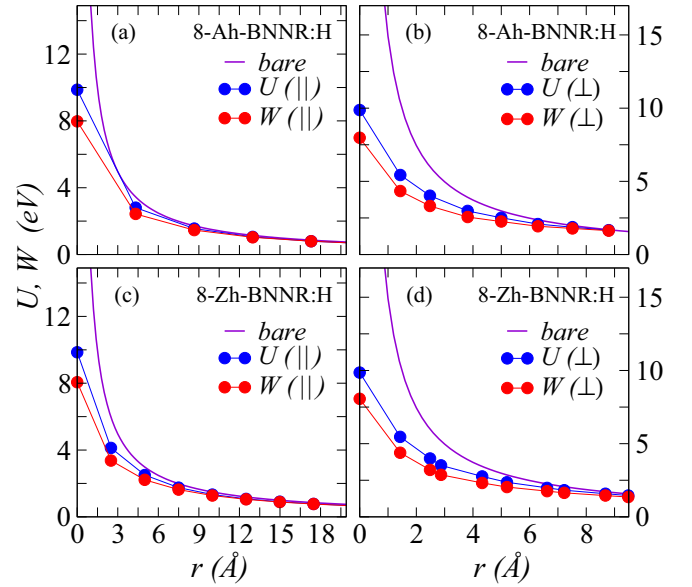 (a) 8-Ah-BNNR:H
bare
U (||)
W (||)
12
8
4
0
(b) 8-Ah-BNNR:H
bare
U (⊥)
W (⊥)
15
10
5
0
U, W (eV)
(c) 8-Zh-BNNR:H
bare
U (||)
W (||)
12
8
4
0
0 3 6 9 12 15 18
r (Å)
(d) 8-Zh-BNNR:H
bare
U (⊥)
W (⊥)
15
10
5
0
0 2 4 6 8
r (Å)